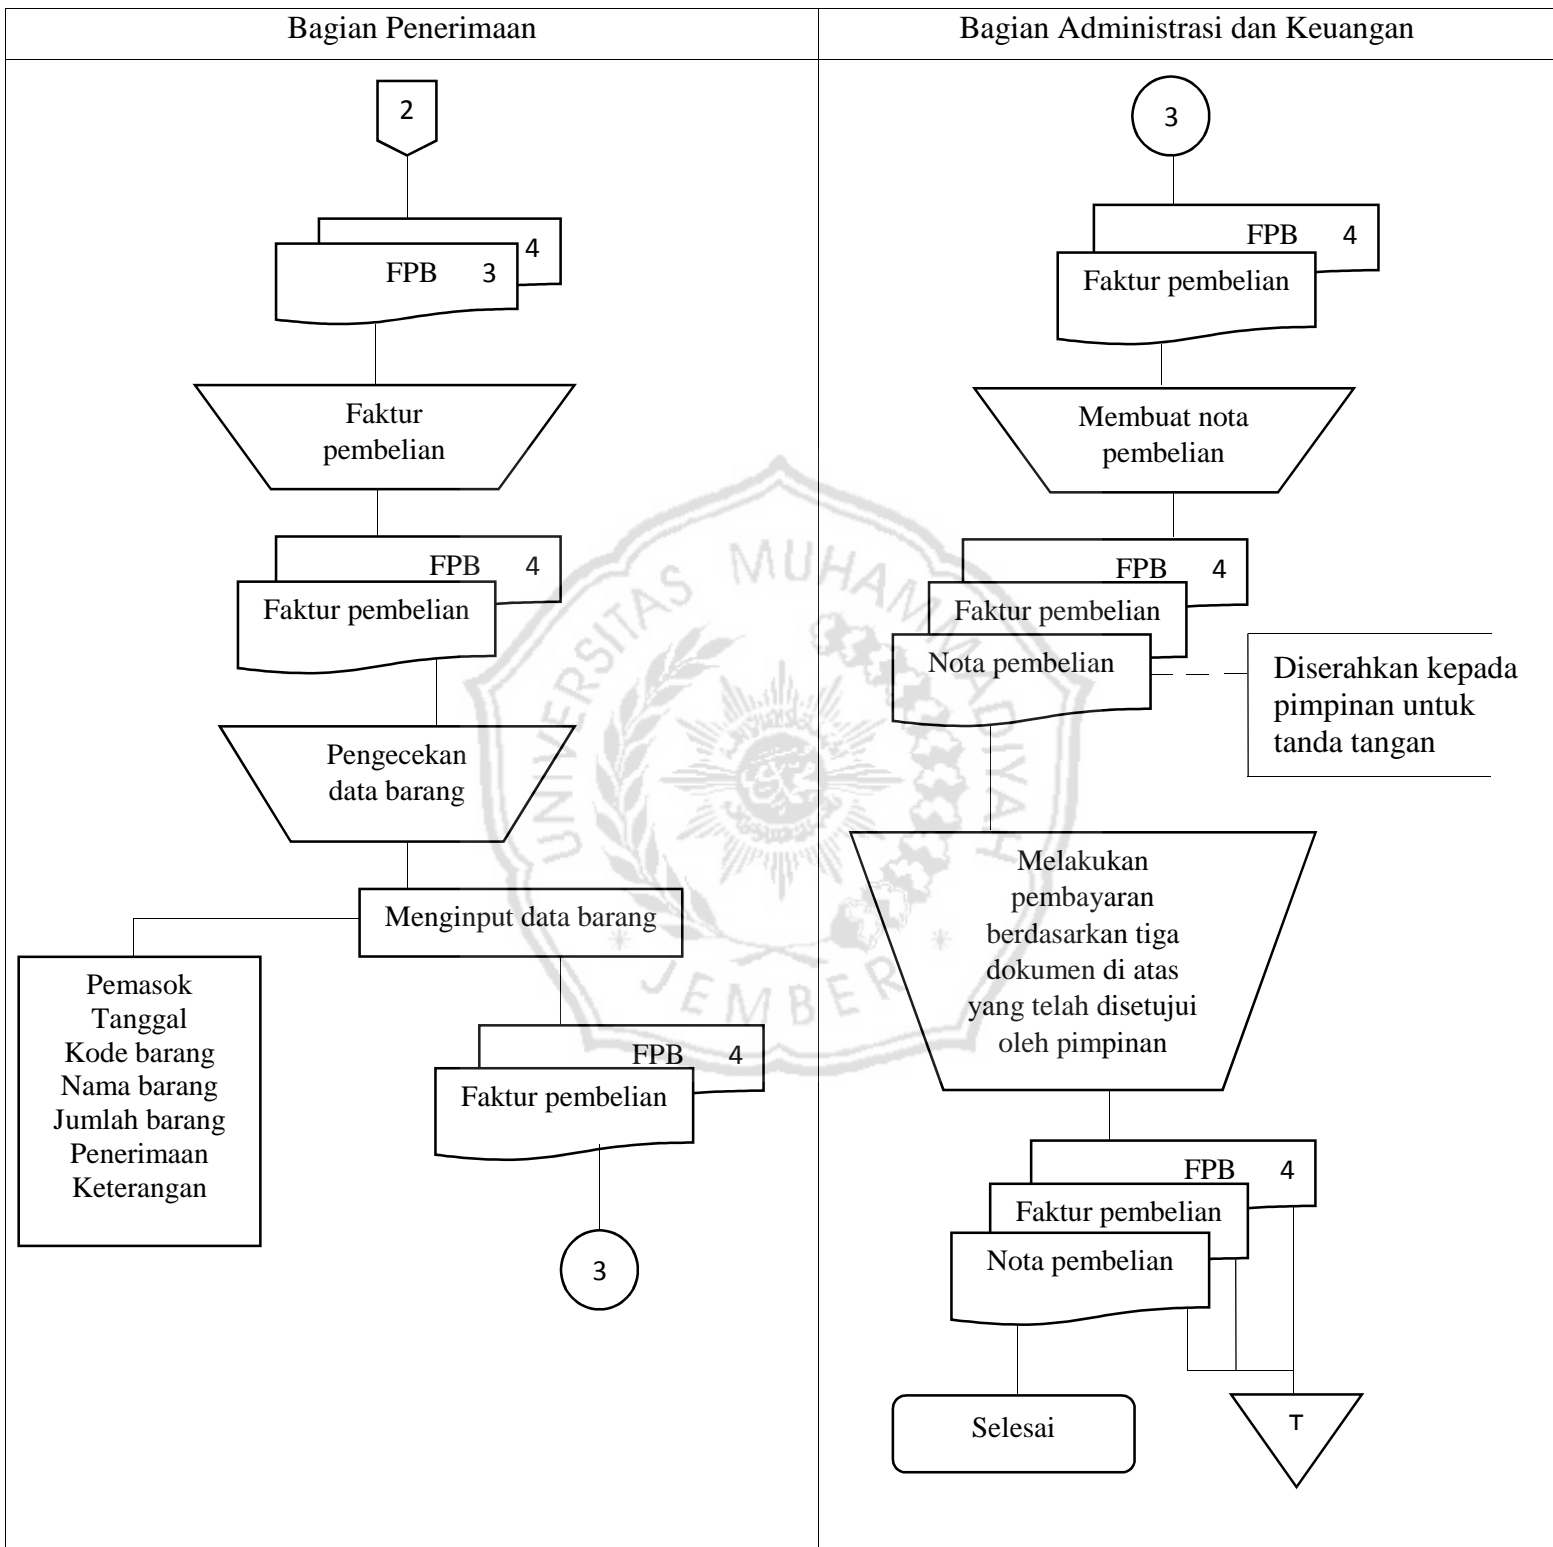 Bagian Penerimaan
Bagian Administrasi dan Keuangan
2
4
FPB 3
Faktur
pembelian
FPB 4
Faktur pembelian
Pengecekan
data barang
Menginput data barang
Pemasok
Tanggal
Kode barang
Nama barang
Jumlah barang
Penerimaan
Keterangan
FPB 4
Faktur pembelian
3
3
FPB 4
Faktur pembelian
Membuat nota
pembelian
FPB 4
Faktur pembelian
Nota pembelian
Diserahkan kepada
pimpinan untuk
tanda tangan
Melakukan
pembayaran
berdasarkan tiga
dokumen di atas
yang telah disetujui
oleh pimpinan
FPB 4
Faktur pembelian
Nota pembelian
Selesai
T
UNIVERSITAS MUHAMMADIYAH
JEMBER